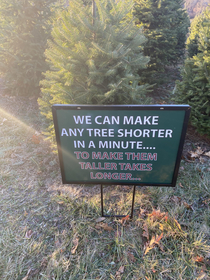 WE CAN MAKE
ANY TREE SHORTER
IN A MINUTE....
TO MAKE THEM
TALLER TAKES
LONGER....